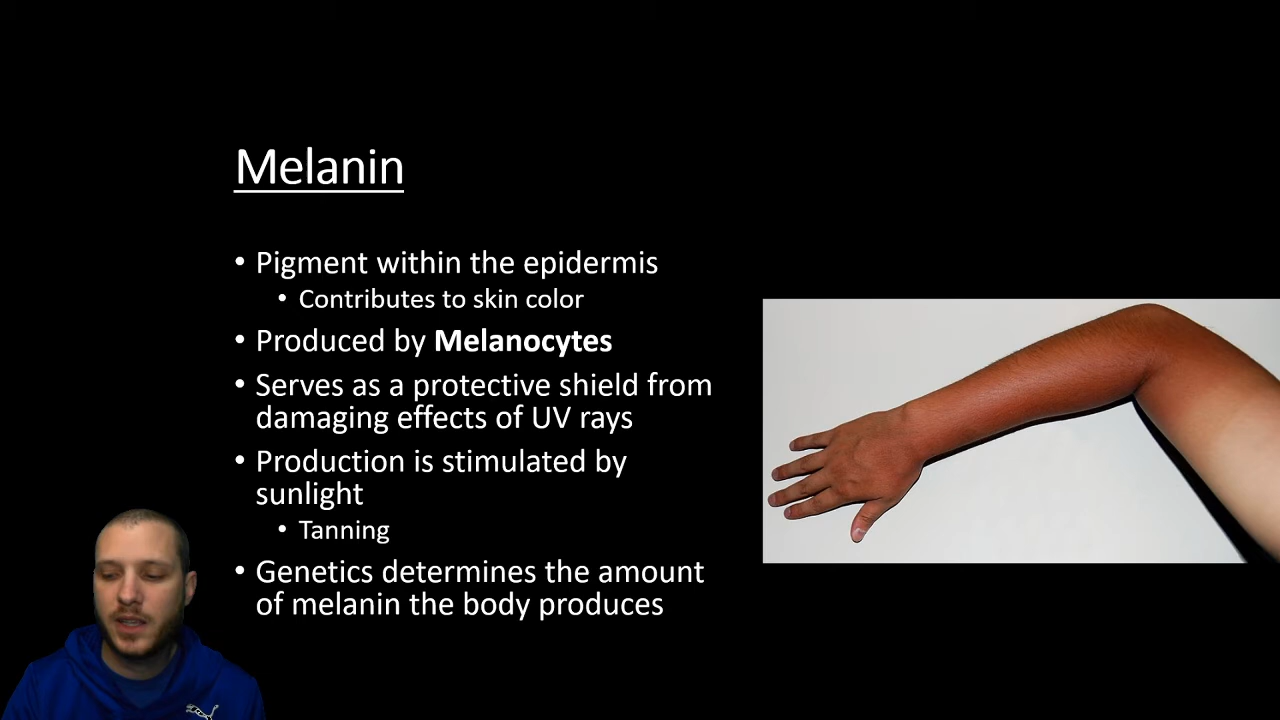 Melanin
• Pigment within the epidermis
• Contributes to skin color
• Produced by Melanocytes
• Serves as a protective shield from
damaging effects of UV rays
• Production is stimulated by
sunlight
• Tanning
• Genetics determines the amount
of melanin the body produces